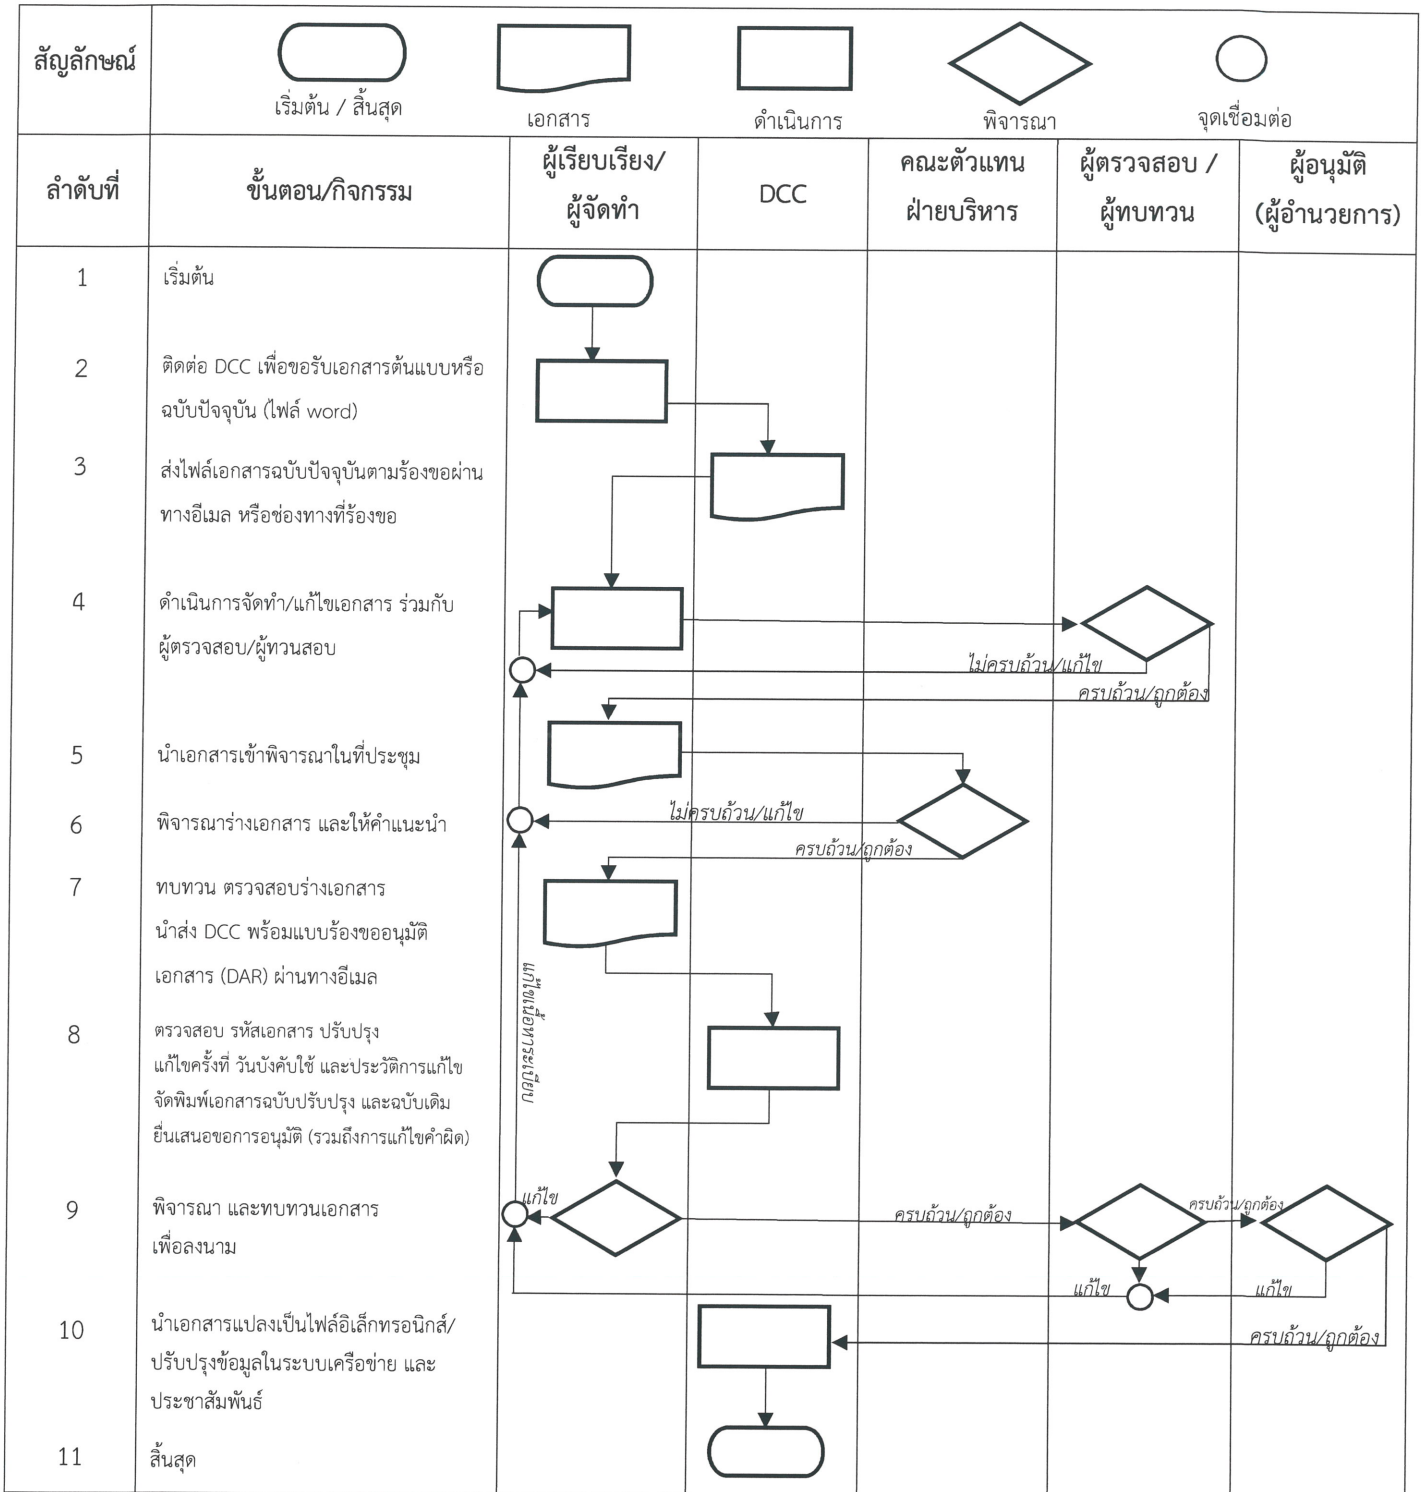 สัญลักษณ์
เริ่มต้น / สิ้นสุด
เอกสาร
ดำเนินการ
พิจารณา
จุดเชื่อมต่อ
ลำดับที่
ขั้นตอน/กิจกรรม
ผู้เรียบเรียง/
ผู้จัดทำ
DCC
คณะตัวแทน
ฝ่ายบริหาร
ผู้ตรวจสอบ /
ผู้ทบทวน
ผู้อนุมัติ
(ผู้อำนวยการ)
1
เริ่มต้น
2
ติดต่อ DCC เพื่อขอรับเอกสารต้นแบบหรือ
ฉบับปัจจุบัน (ไฟล์ word)
3
ส่งไฟล์เอกสารฉบับปัจจุบันตามร้องขอผ่าน
ทางอีเมล หรือช่องทางที่ร้องขอ
4
ดำเนินการจัดทำ/แก้ไขเอกสาร ร่วมกับ
ผู้ตรวจสอบ/ผู้ทวนสอบ
ไม่ครบถ้วน/แก้ไข
ครบถ้วน/ถูกต้อง
5
นำเอกสารเข้าพิจารณาในที่ประชุม
6
พิจารณาร่างเอกสาร และให้คำแนะนำ
ไม่ครบถ้วน/แก้ไข
ครบถ้วน/ถูกต้อง
7
ทบทวน ตรวจสอบร่างเอกสาร
นำส่ง DCC พร้อมแบบร้องขออนุมัติ
เอกสาร (DAR) ผ่านทางอีเมล
แก้ไขเนื้อหาระเบียบ
8
ตรวจสอบ รหัสเอกสาร ปรับปรุง
แก้ไขครั้งที่ วันบังคับใช้ และประวัติการแก้ไข
จัดพิมพ์เอกสารฉบับปรับปรุง และฉบับเดิม
ยื่นเสนอขอการอนุมัติ (รวมถึงการแก้ไขคำผิด)
9
พิจารณา และทบทวนเอกสาร
เพื่อลงนาม
แก้ไข
ครบถ้วน/ถูกต้อง
ครบถ้วน/ถูกต้อง
แก้ไข
แก้ไข
10
นำเอกสารแปลงเป็นไฟล์อิเล็กทรอนิกส์/
ปรับปรุงข้อมูลในระบบเครือข่าย และ
ประชาสัมพันธ์
ครบถ้วน/ถูกต้อง
11
สิ้นสุด